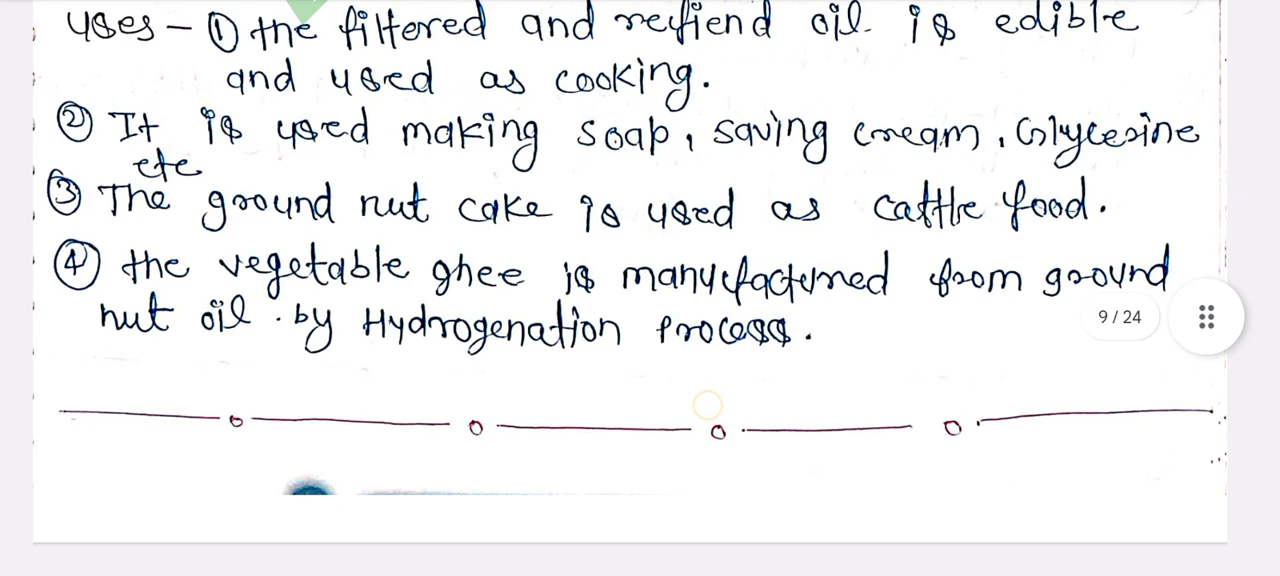 uses – ① the filtered and refiend oil is edible
and used as cooking.
② It is used making soap, saving cream, Glycerine
etc
③ The ground nut cake is used as cattle food.
④ the vegetable ghee is manufactured from ground
nut oil. by Hydrogenation process.
9 / 24